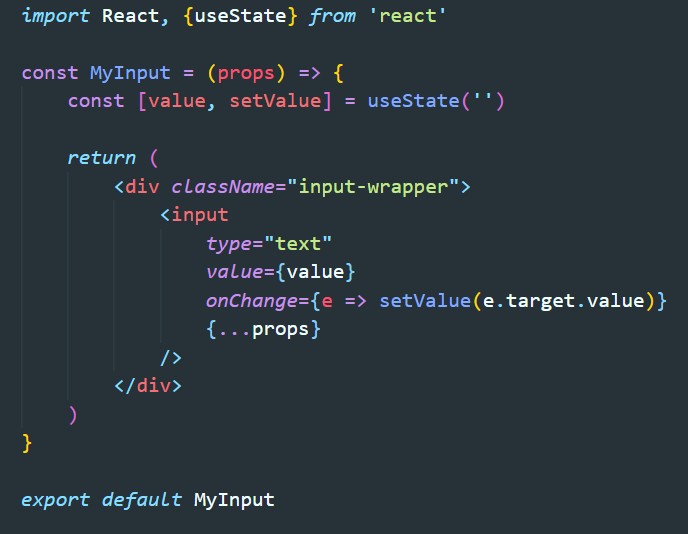 import React, {useState} from 'react'

const MyInput = (props) => {
    const [value, setValue] = useState('')

    return (
        <div className="input-wrapper">
            <input
                type="text"
                value={value}
                onChange={e => setValue(e.target.value)}
                {...props}
            />
        </div>
    )
}

export default MyInput